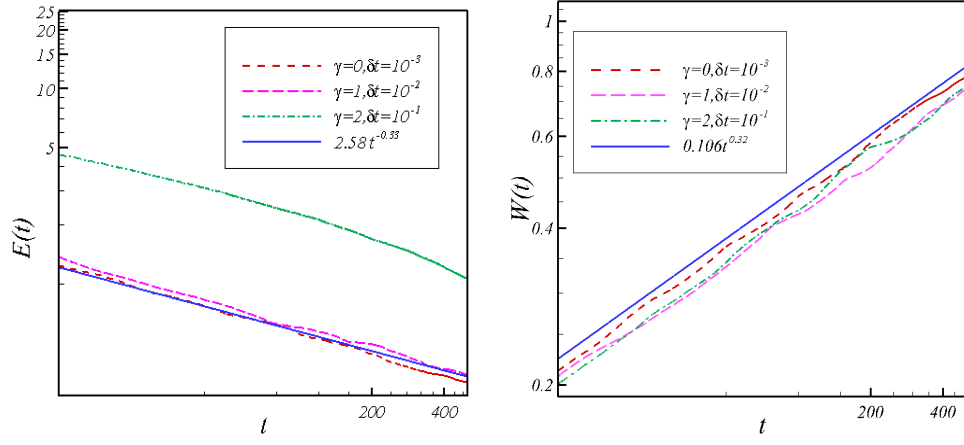 25
20
15
10
5
E(t)
γ=0,δt=10⁻³
γ=1,δt=10⁻²
γ=2,δt=10⁻¹
2.58t⁻⁰·³³
200
400
t
1
0.8
0.6
0.4
0.2
W(t)
γ=0,δt=10⁻³
γ=1,δt=10⁻²
γ=2,δt=10⁻¹
0.106t⁰·³²
200
400
t